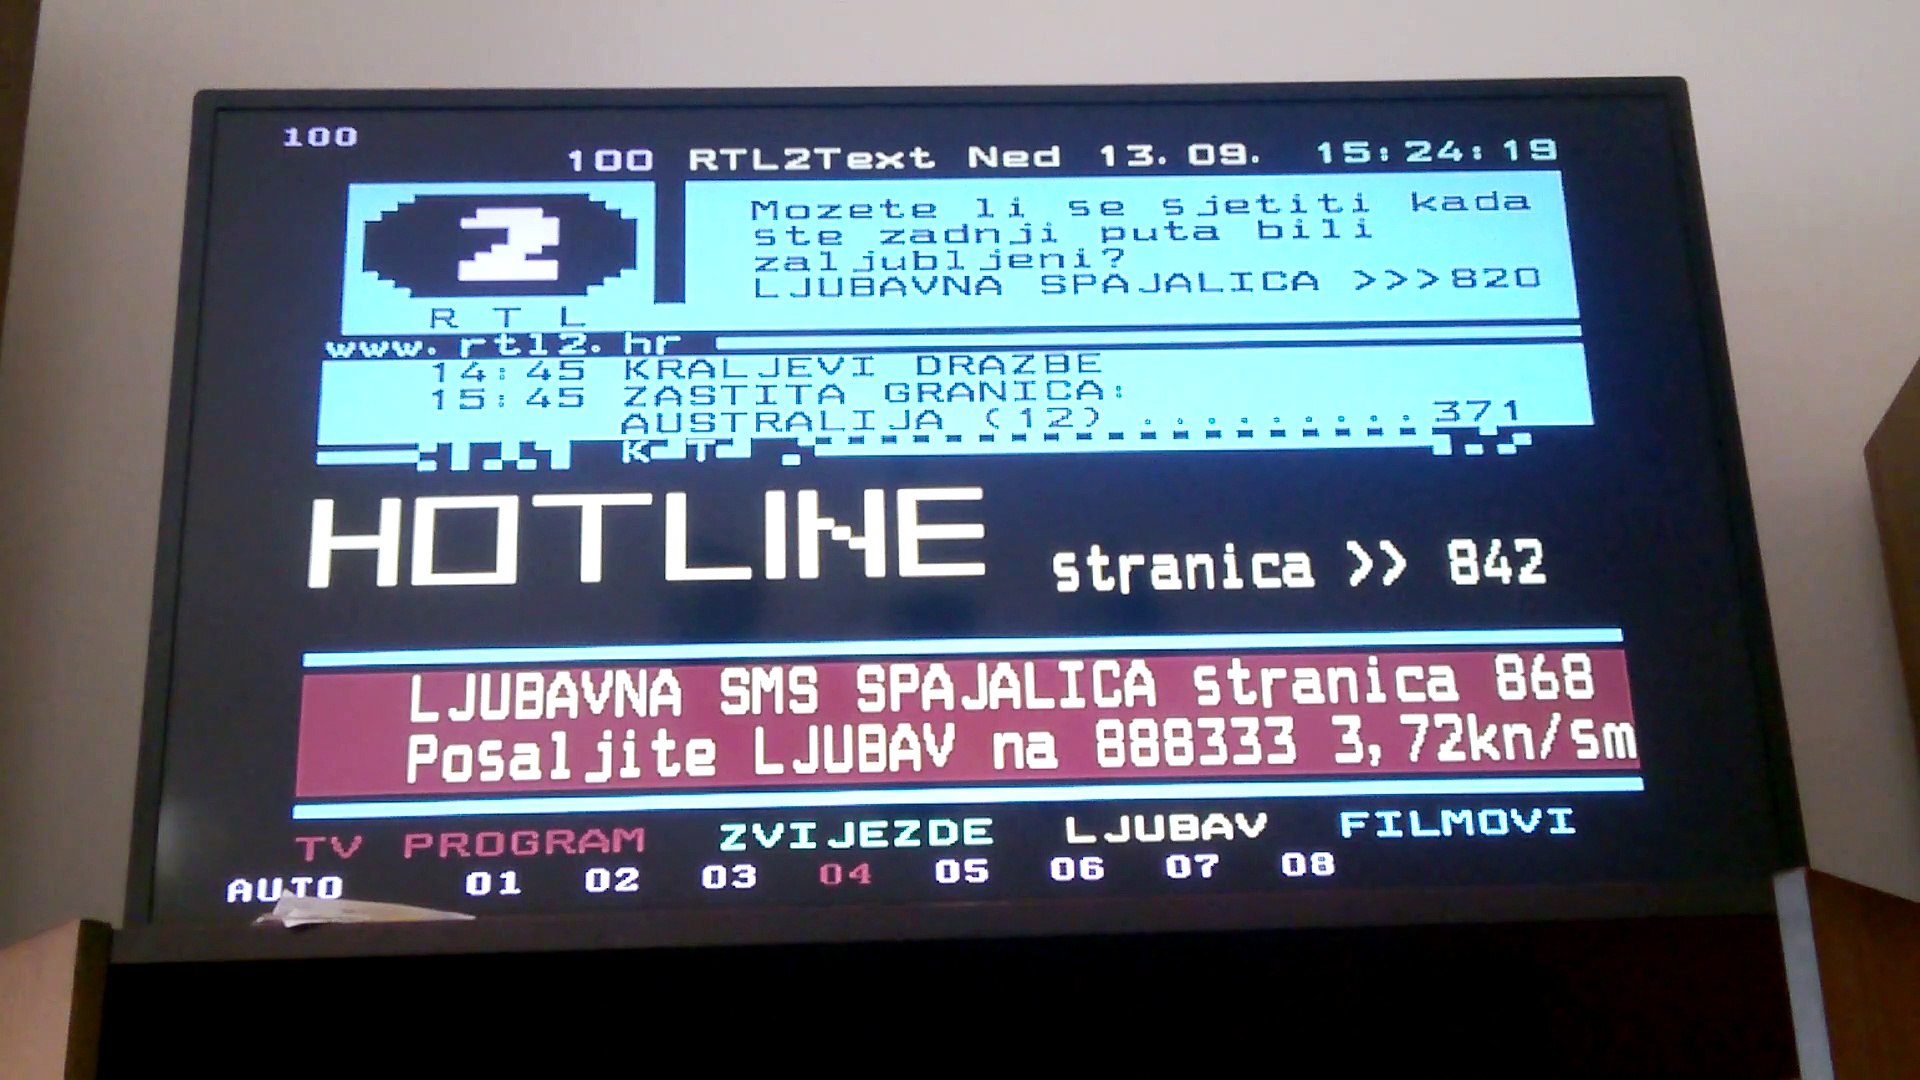 100
100 RTL2Text Ned 13.09. 15:24:19
2
R T L
Mozete li se sjetiti kada
ste zadnji puta bili
zaljubljeni?
LJUBAVNA SPAJALICA >>>820
www.rtl2.hr
14:45 KRALJEVI DRAZBE
15:45 ZASTITA GRANICA:
AUSTRALIJA (12)..........371
HOTLINE stranica >> 842
LJUBAVNA SMS SPAJALICA stranica 868
Posaljite LJUBAV na 888333 3,72kn/sm
TV PROGRAM ZVIJEZDE LJUBAV FILMOVI
AUTO 01 02 03 04 05 06 07 08